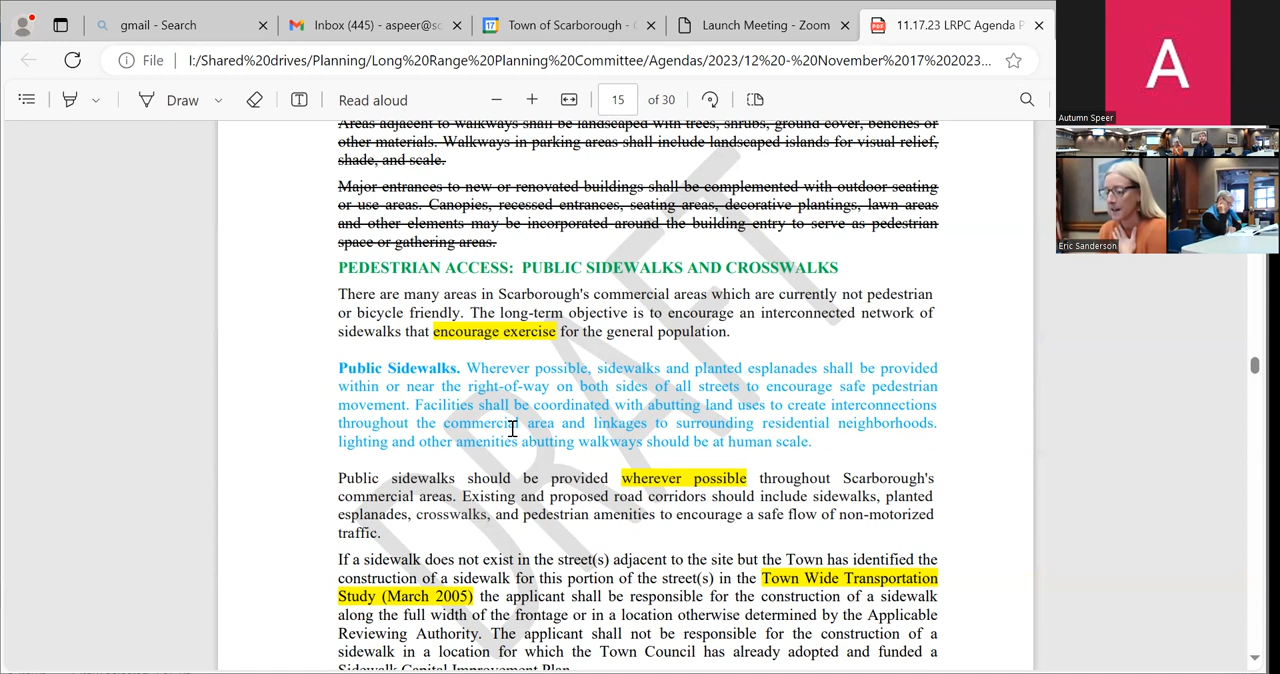 gmail - Search
Inbox (445) - aspeer@sc
Town of Scarborough -
Launch Meeting - Zoom
11.17.23 LRPC Agenda P
File
I:/Shared%20drives/Planning/Long%20Range%20Planning%20Committee/Agendas/2023/12%20-%20November%2017%202023...
Draw
Read aloud
15 of 30
Areas adjacent to walkways shall be landscaped with trees, shrubs, ground cover, benches or
other materials. Walkways in parking areas shall include landscaped islands for visual relief,
shade, and scale.
Major entrances to new or renovated buildings shall be complemented with outdoor seating
or use areas. Canopies, recessed entrances, seating areas, decorative plantings, lawn areas
and other elements may be incorporated around the building entry to serve as pedestrian
space or gathering areas.
PEDESTRIAN ACCESS: PUBLIC SIDEWALKS AND CROSSWALKS
There are many areas in Scarborough's commercial areas which are currently not pedestrian
or bicycle friendly. The long-term objective is to encourage an interconnected network of
sidewalks that encourage exercise for the general population.
Public Sidewalks. Wherever possible, sidewalks and planted esplanades shall be provided
within or near the right-of-way on both sides of all streets to encourage safe pedestrian
movement. Facilities shall be coordinated with abutting land uses to create interconnections
throughout the commercial area and linkages to surrounding residential neighborhoods.
lighting and other amenities abutting walkways should be at human scale.
Public sidewalks should be provided wherever possible throughout Scarborough's
commercial areas. Existing and proposed road corridors should include sidewalks, planted
esplanades, crosswalks, and pedestrian amenities to encourage a safe flow of non-motorized
traffic.
If a sidewalk does not exist in the street(s) adjacent to the site but the Town has identified the
construction of a sidewalk for this portion of the street(s) in the Town Wide Transportation
Study (March 2005) the applicant shall be responsible for the construction of a sidewalk
along the full width of the frontage or in a location otherwise determined by the Applicable
Reviewing Authority. The applicant shall not be responsible for the construction of a
sidewalk in a location for which the Town Council has already adopted and funded a
Sidewalk Capital Improvement Plan.
DRAFT
A
Autumn Speer
Eric Sanderson